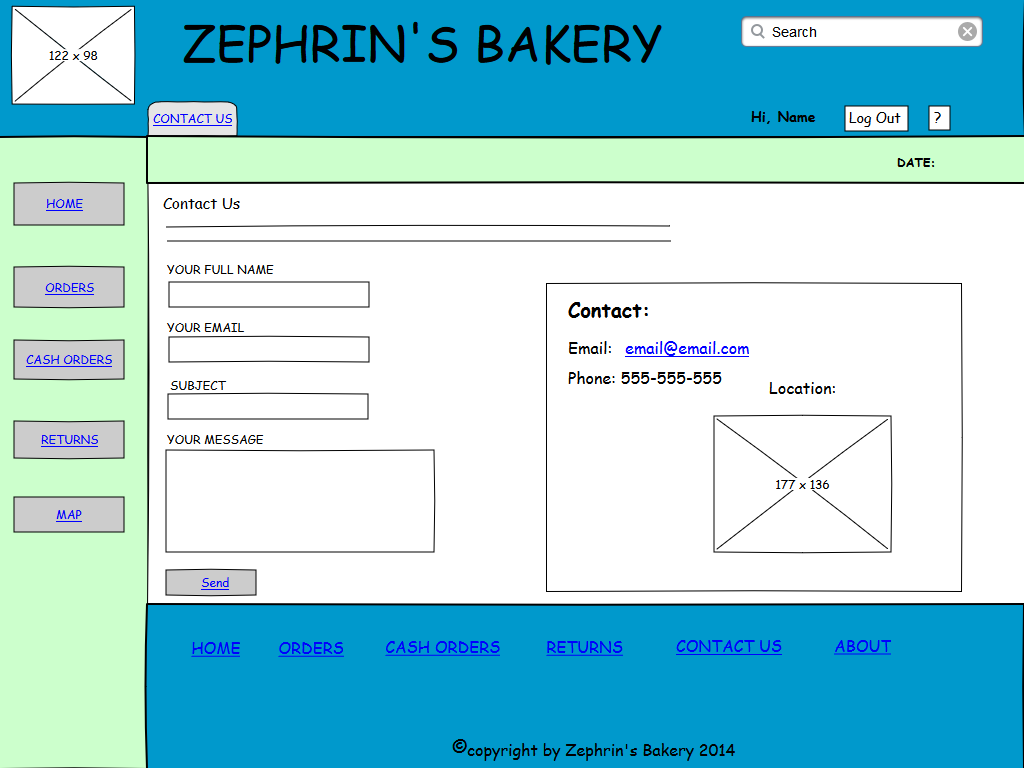 122 x 98
ZEPHRIN'S BAKERY
Search
CONTACT US
Hi, Name
Log Out
?
DATE:
HOME
ORDERS
CASH ORDERS
RETURNS
MAP
Contact Us
YOUR FULL NAME
YOUR EMAIL
SUBJECT
YOUR MESSAGE
Send
Contact:
Email: email@email.com
Phone: 555-555-555
Location:
177 x 136
HOME ORDERS CASH ORDERS RETURNS CONTACT US ABOUT
©copyright by Zephrin's Bakery 2014